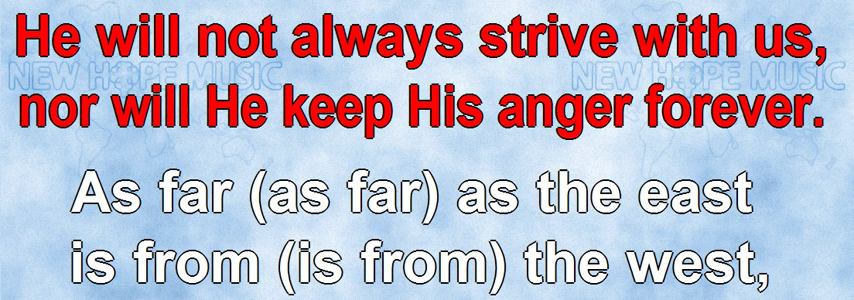 He will not always strive with us,
NEW HOPE MUSIC NEW HOPE MUSIC
nor will He keep His anger forever.
As far (as far) as the east
is from (is from) the west,